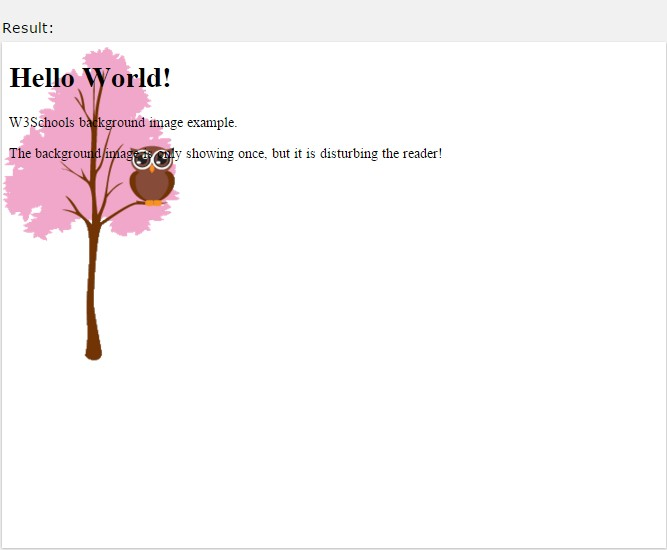 Result:
Hello World!
W3Schools background image example.
The background image is only showing once, but it is disturbing the reader!